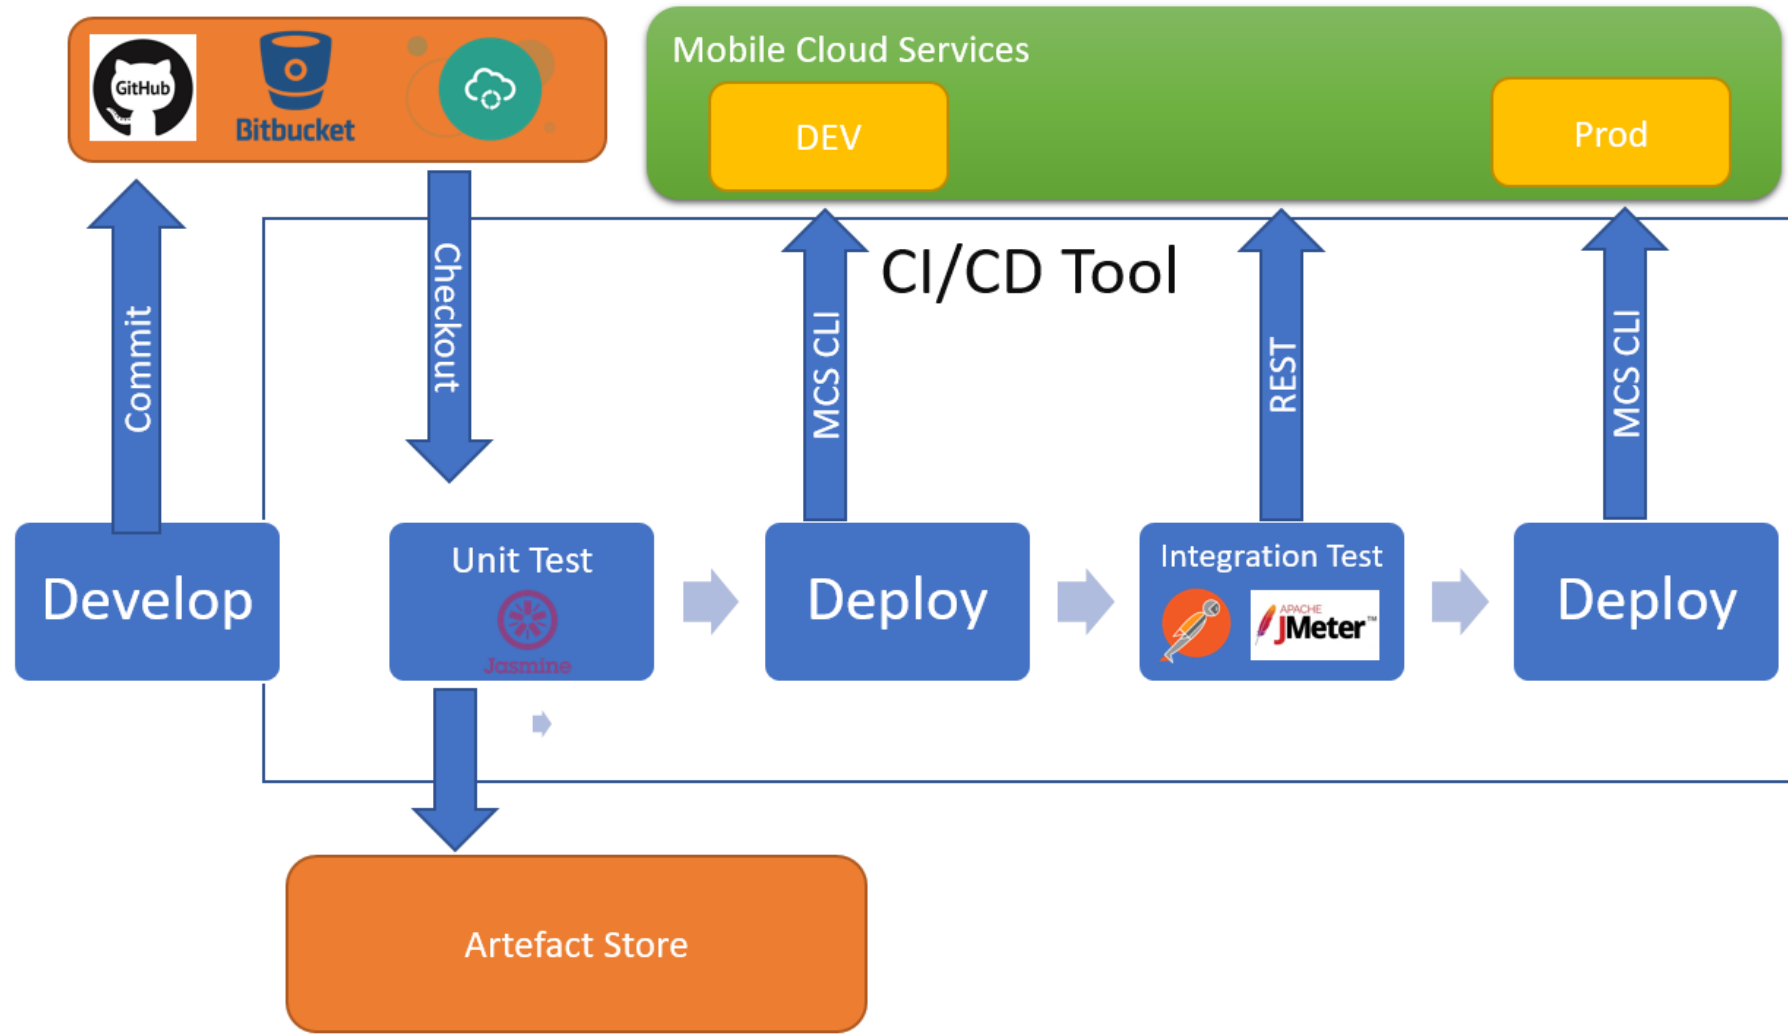 GitHub
Bitbucket
Mobile Cloud Services
DEV
Prod
CI/CD Tool
Commit
Checkout
MCS CLI
REST
MCS CLI
Develop
Unit Test
Jasmine
Deploy
Integration Test
APACHE
JMeter™
Deploy
Artefact Store